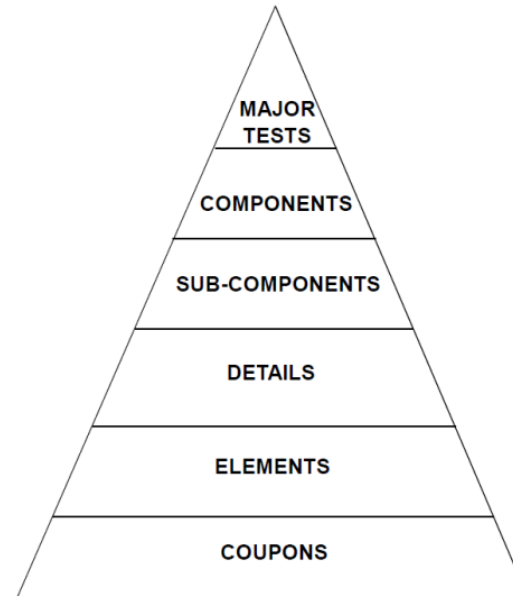 MAJOR
TESTS
COMPONENTS
SUB-COMPONENTS
DETAILS
ELEMENTS
COUPONS